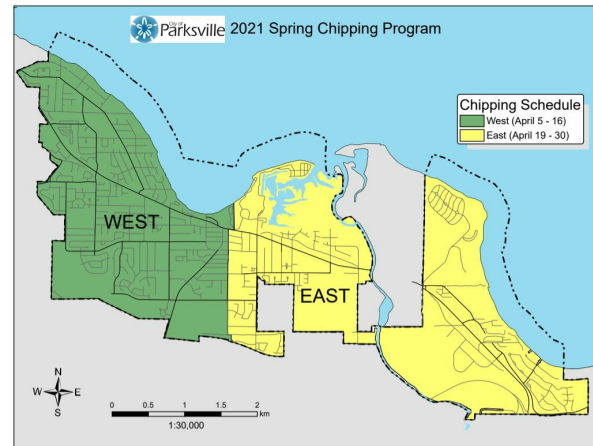 City of
Parksville 2021 Spring Chipping Program
Chipping Schedule
West (April 5 - 16)
East (April 19 - 30)
WEST
EAST
N
W E
S
0 0.5 1 1.5 2
km
1:30,000